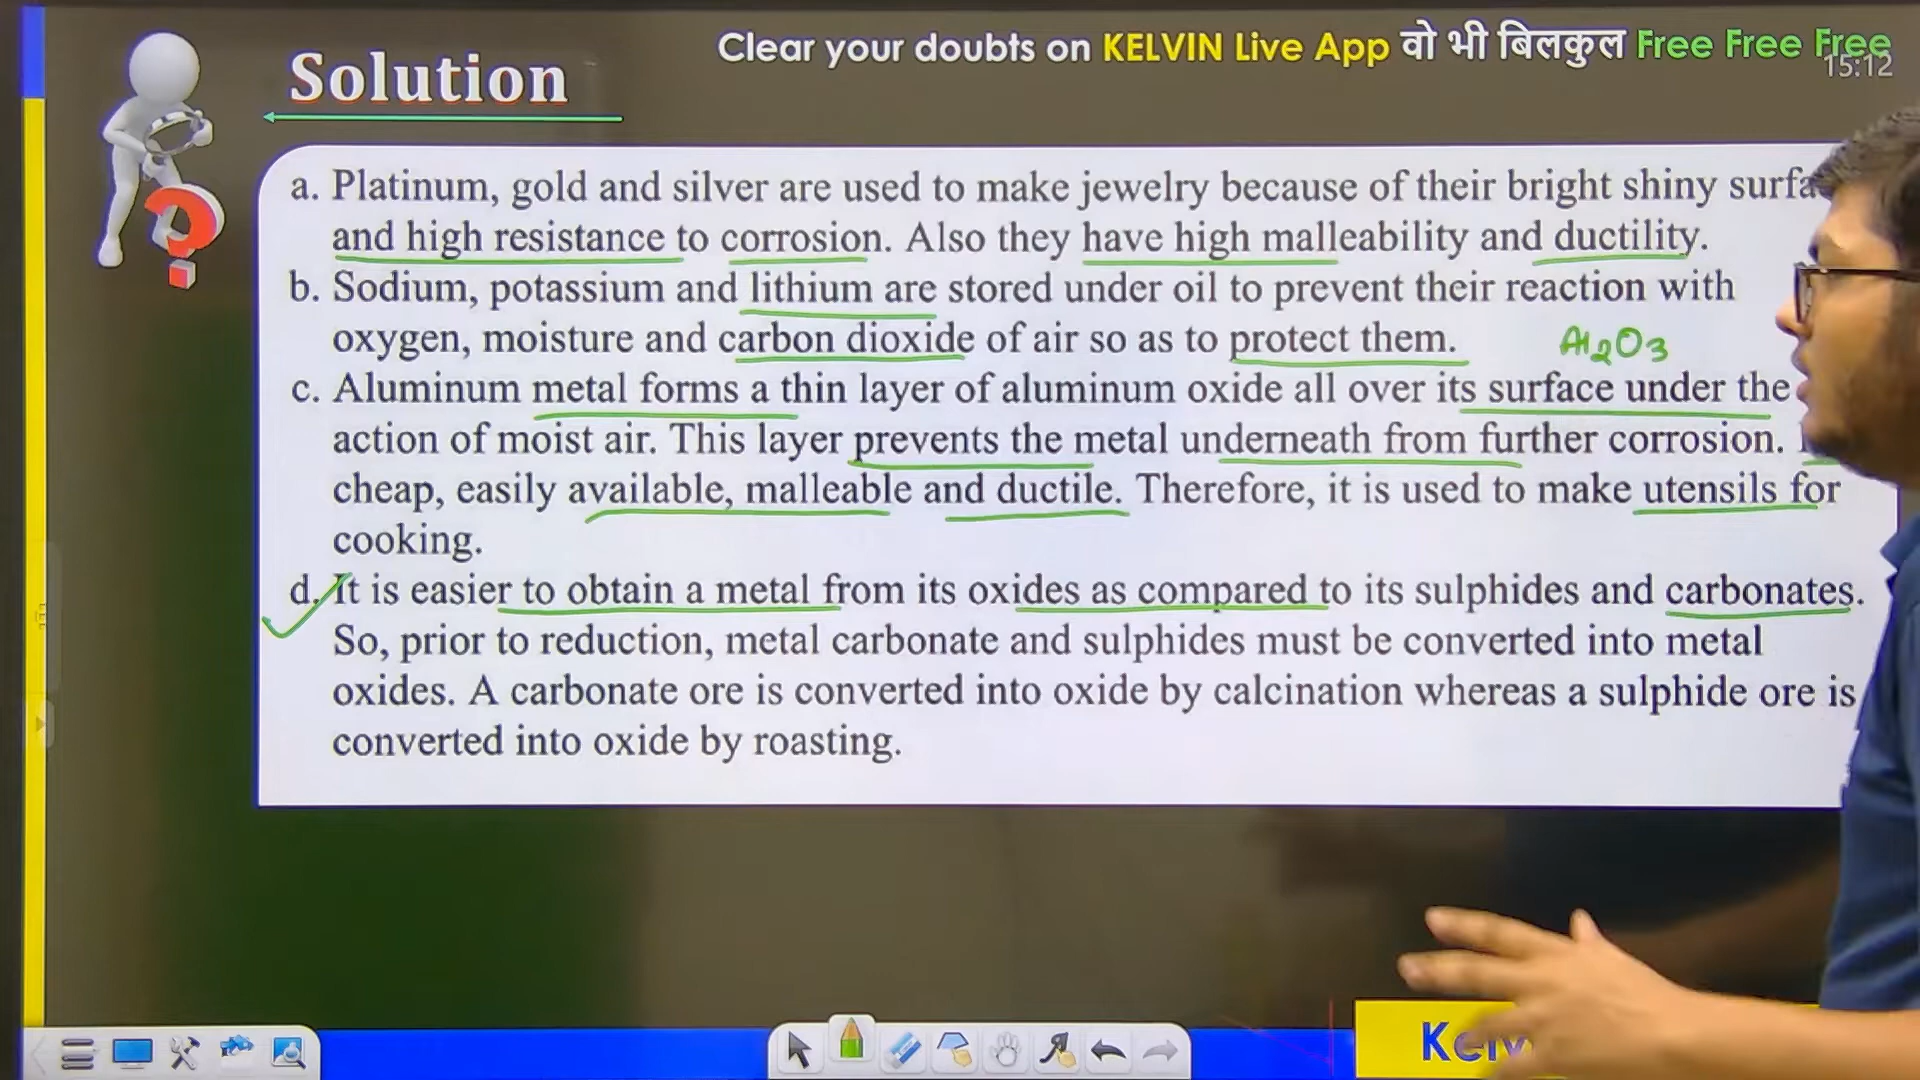 Clear your doubts on KELVIN Live App वो भी बिलकुल Free Free Free
15:12
Solution
a. Platinum, gold and silver are used to make jewelry because of their bright shiny
and high resistance to corrosion. Also they have high malleability and ductility.
b. Sodium, potassium and lithium are stored under oil to prevent their reaction with
oxygen, moisture and carbon dioxide of air so as to protect them.
Al₂O₃
c. Aluminum metal forms a thin layer of aluminum oxide all over its surface under the
action of moist air. This layer prevents the metal underneath from further corrosion.
cheap, easily available, malleable and ductile. Therefore, it is used to make utensils for
cooking.
d. It is easier to obtain a metal from its oxides as compared to its sulphides and carbonates.
So, prior to reduction, metal carbonate and sulphides must be converted into metal
oxides. A carbonate ore is converted into oxide by calcination whereas a sulphide ore is
converted into oxide by roasting.